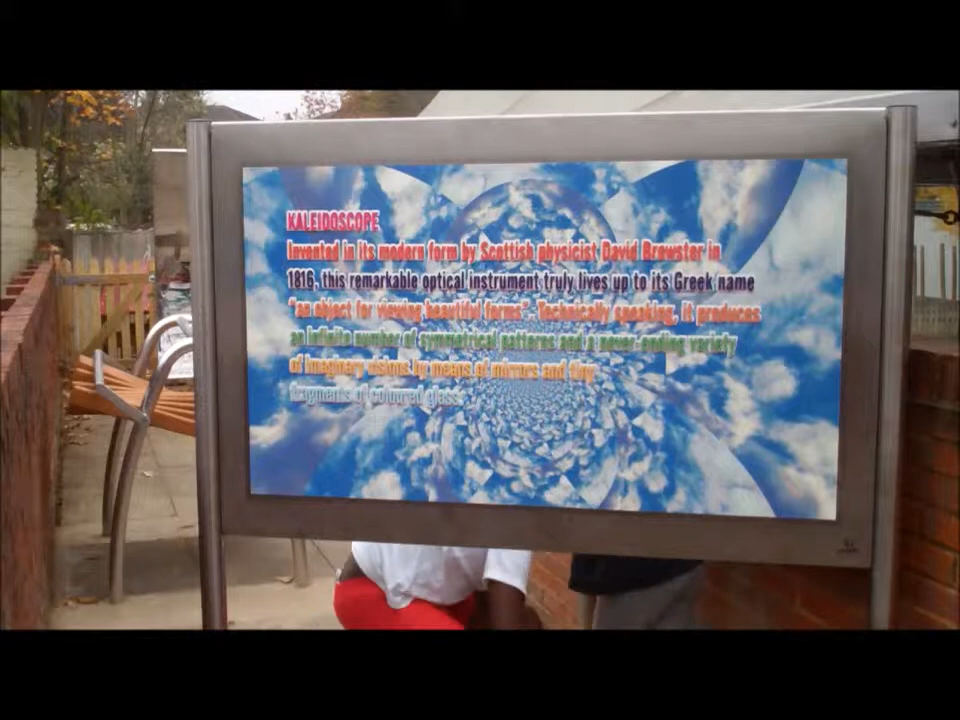 KALEIDOSCOPE
Invented in its modern form by Scottish physicist David Brewster in
1816, this remarkable optical instrument truly lives up to its Greek name
"an object for viewing beautiful forms". Technically speaking, it produces
an infinite number of symmetrical patterns and a never-ending variety
of imaginary visions by means of mirrors and tiny
fragments of coloured glass.